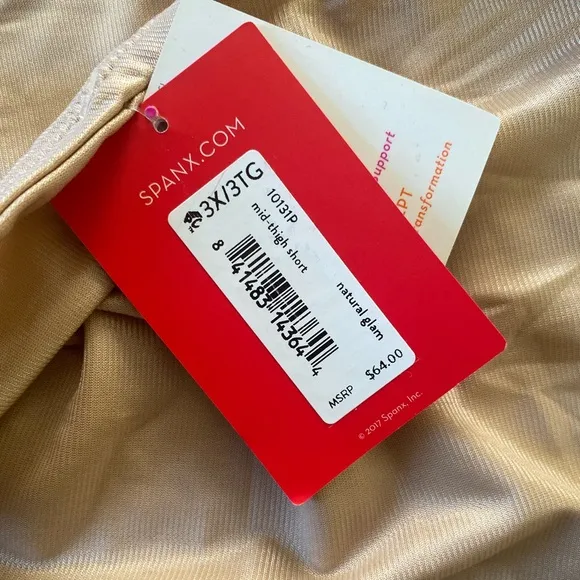 SPANX.COM
3X/3TG
10131P
mid-thigh short
natural glam
8 41483 14364 4
MSRP $64.00
© 2017 Spanx, Inc.
support
transformation